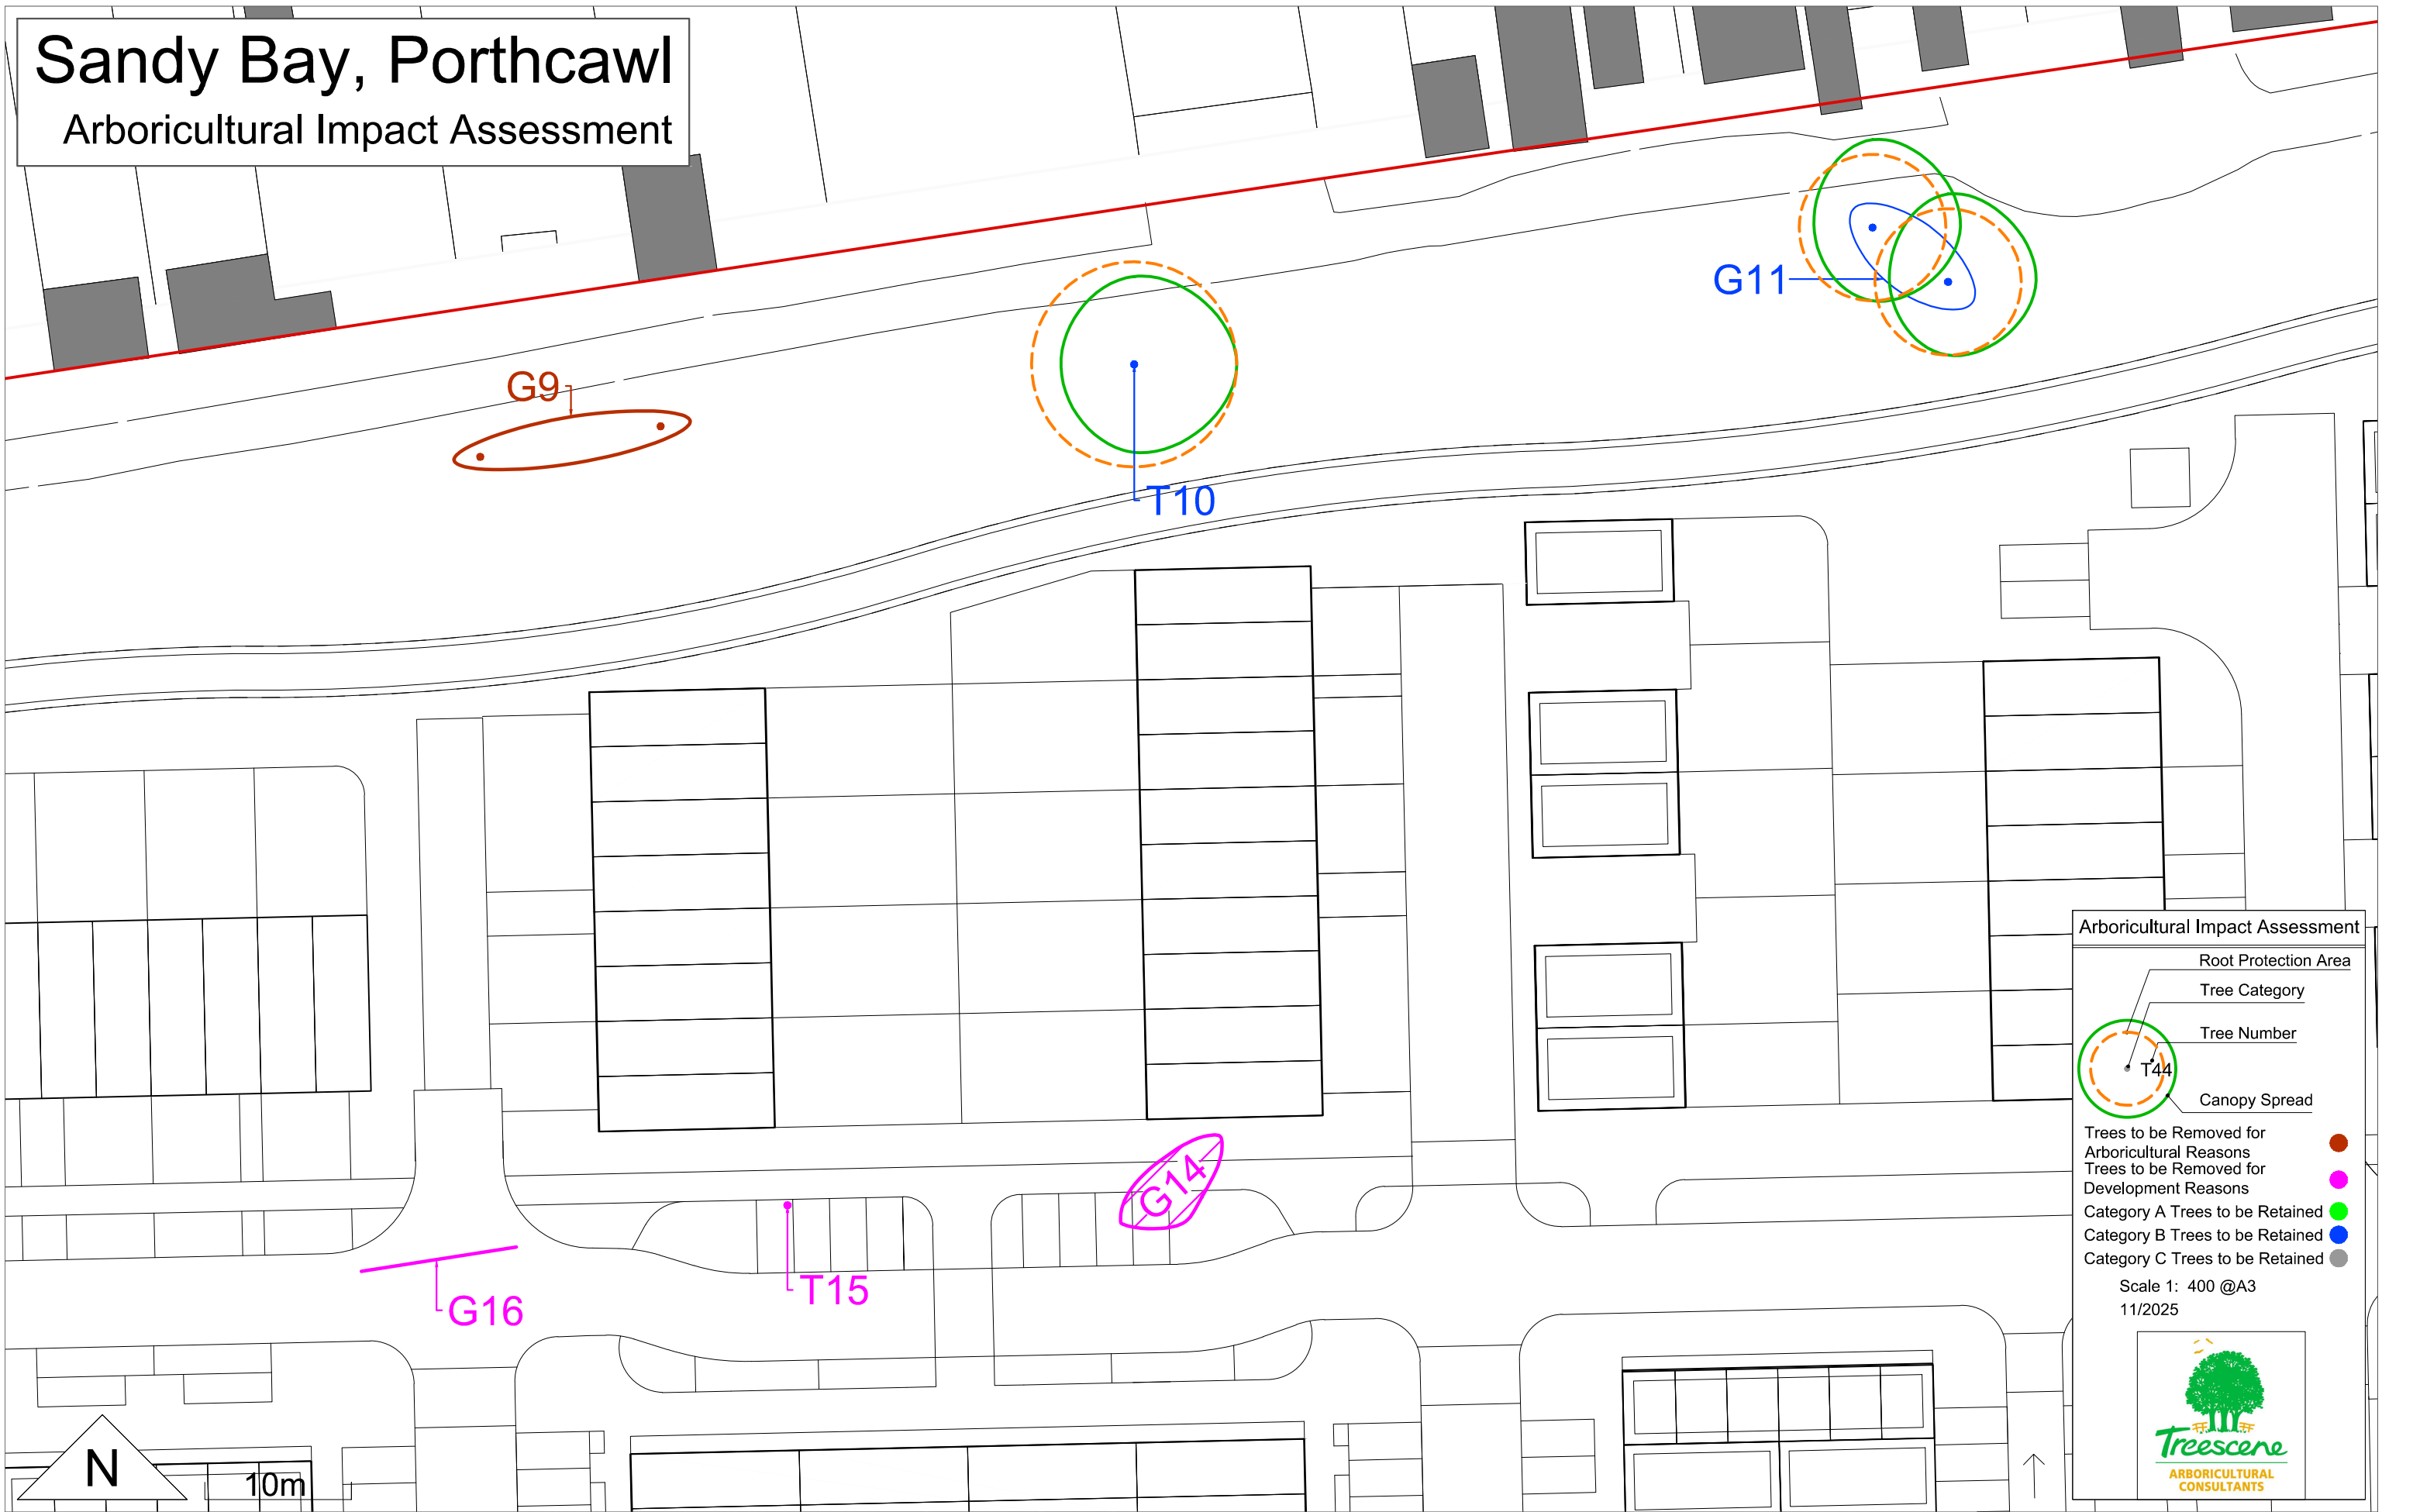 Sandy Bay, Porthcawl
Arboricultural Impact Assessment
G9
T10
G11
G14
T15
G16
N
10m
Arboricultural Impact Assessment
Root Protection Area
Tree Category
Tree Number
T44
Canopy Spread
Trees to be Removed for
Arboricultural Reasons
Trees to be Removed for
Development Reasons
Category A Trees to be Retained
Category B Trees to be Retained
Category C Trees to be Retained
Scale 1: 400 @A3
11/2025
Treescene
ARBORICULTURAL
CONSULTANTS